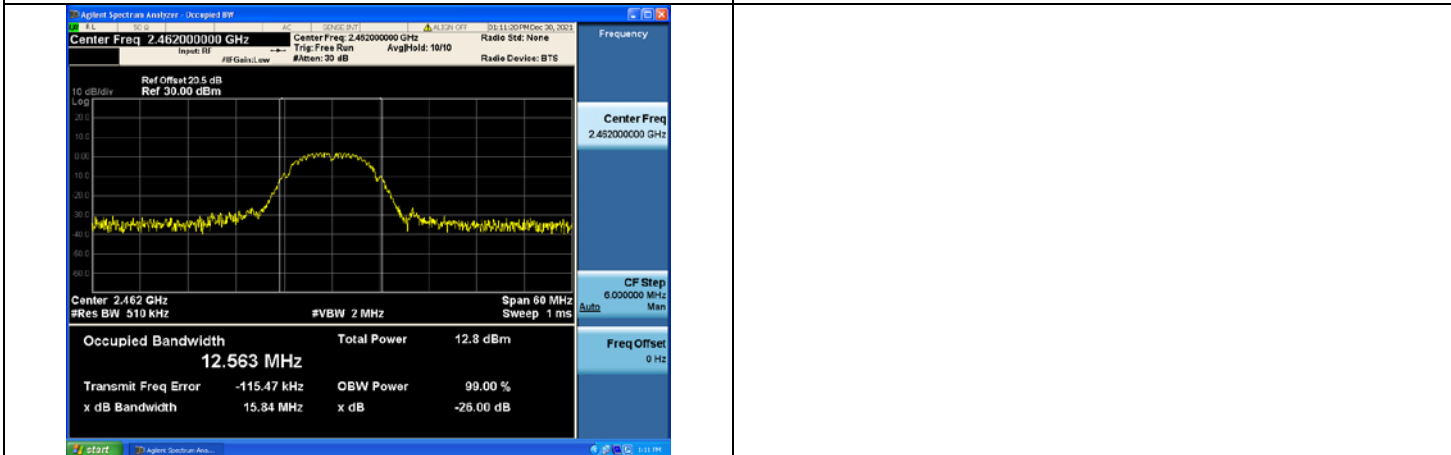 Agilent Spectrum Analyzer - Occupied BW
RL 50 Ω AC SENSE:INT ALIGN OFF 01:11:20 PM Dec 30, 2021
Center Freq 2.462000000 GHz
Center Freq: 2.462000000 GHz
Radio Std: None
Input: RF
Trig: Free Run Avg|Hold: 10/10
#IFGain:Low
#Atten: 30 dB
Radio Device: BTS
Ref Offset 20.5 dB
10 dB/div Ref 30.00 dBm
Log
20.0
10.0
0.00
-10.0
-20.0
-30.0
-40.0
Center 2.462 GHz
Span 60 MHz
#Res BW 510 kHz
#VBW 2 MHz
Sweep 1 ms
Occupied Bandwidth
Total Power 12.8 dBm
12.563 MHz
Transmit Freq Error -115.47 kHz
OBW Power 99.00 %
x dB Bandwidth 15.84 MHz
x dB -26.00 dB
Frequency
Center Freq
2.462000000 GHz
CF Step
6.000000 MHz
Auto Man
Freq Offset
0 Hz
start
Agilent Spectrum Ana...
1:11 PM